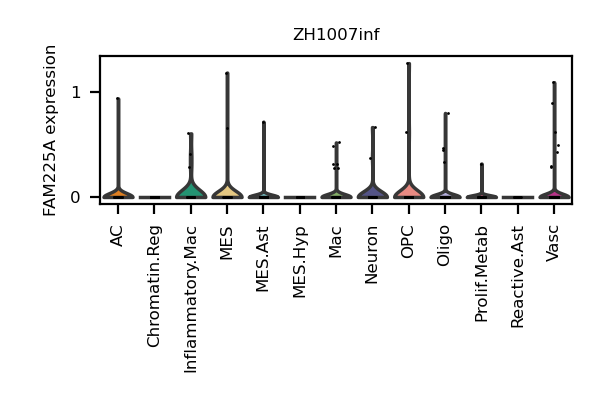 ZH1007inf
FAM225A expression
1
0
AC
Chromatin.Reg
Inflammatory.Mac
MES
MES.Ast
MES.Hyp
Mac
Neuron
OPC
Oligo
Prolif.Metab
Reactive.Ast
Vasc